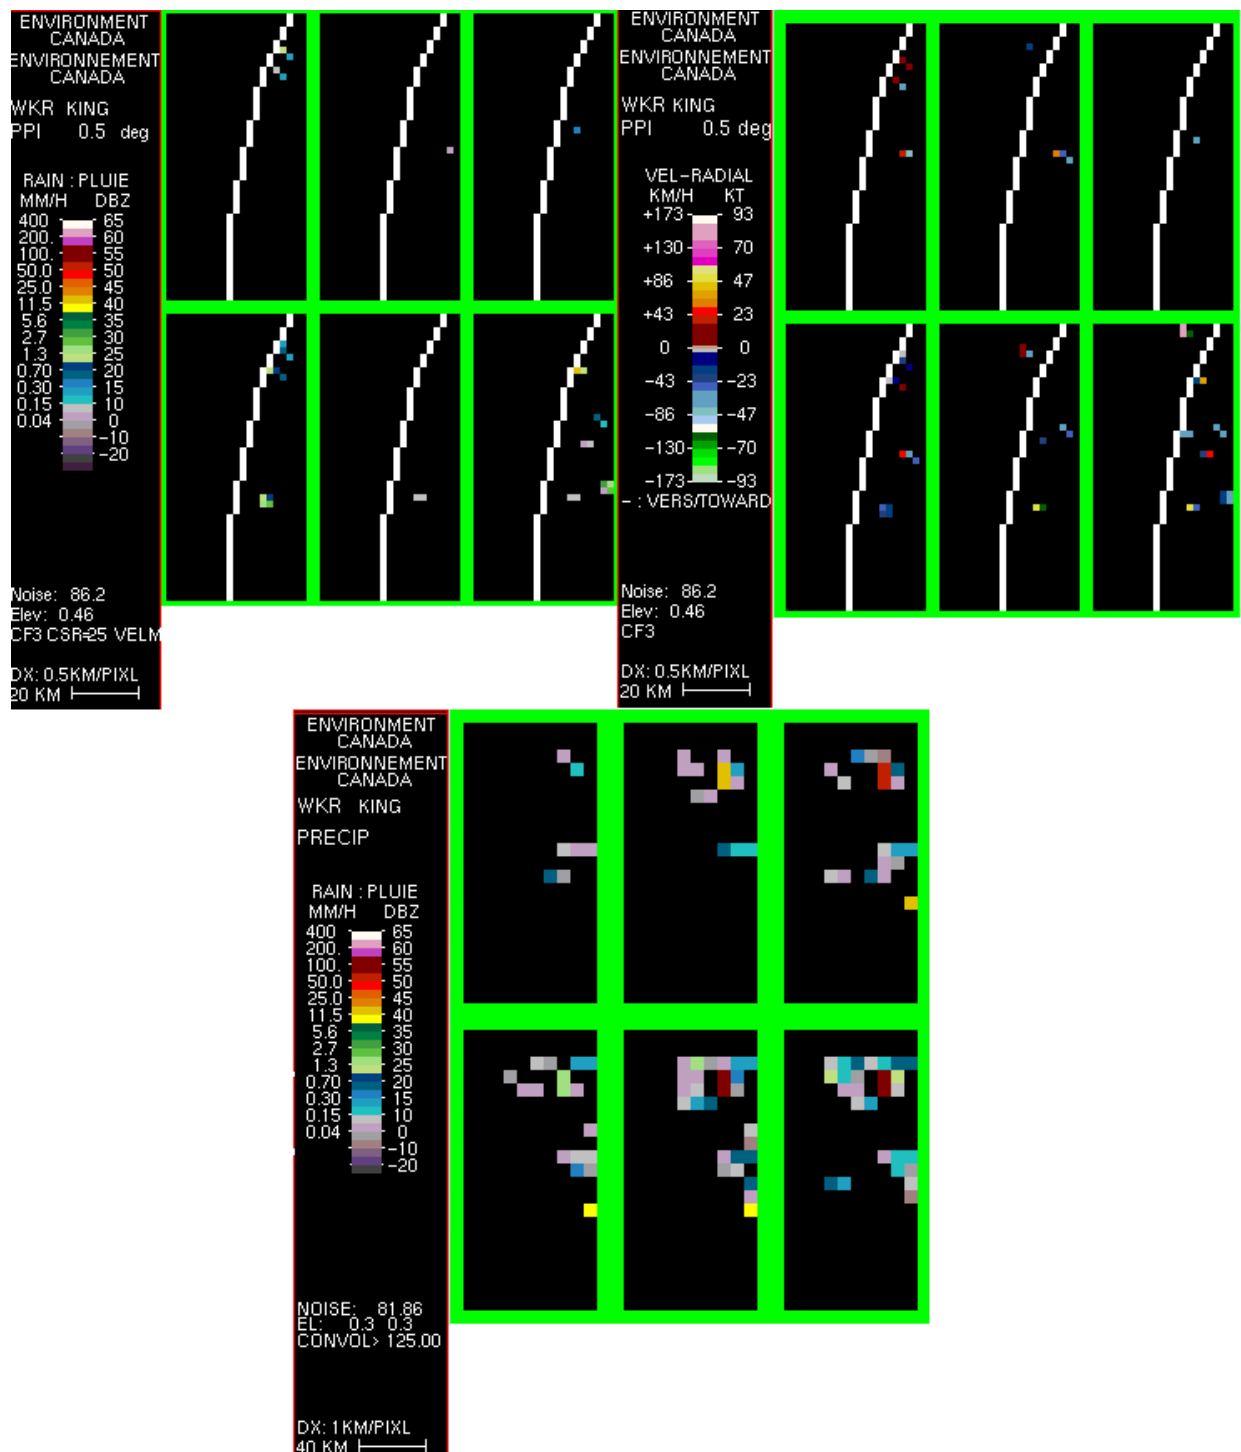 ENVIRONMENT
CANADA
ENVIRONNEMENT
CANADA
WKR KING
PPI 0.5 deg
RAIN : PLUIE
MM/H DBZ
400 65
200. 60
100. 55
50.0 50
25.0 45
11.5 40
5.6 35
2.7 30
1.3 25
0.70 20
0.30 15
0.15 10
0.04 0
-10
-20
Noise: 86.2
Elev: 0.46
CF3 CSR=25 VELM
DX: 0.5KM/PIXL
20 KM
ENVIRONMENT
CANADA
ENVIRONNEMENT
CANADA
WKR KING
PPI 0.5 deg
VEL-RADIAL
KM/H KT
+173 93
+130 70
+86 47
+43 23
0 0
-43 -23
-86 -47
-130 -70
-173 -93
- : VERS/TOWARD
Noise: 86.2
Elev: 0.46
CF3
DX: 0.5KM/PIXL
20 KM
ENVIRONMENT
CANADA
ENVIRONNEMENT
CANADA
WKR KING
PRECIP
RAIN : PLUIE
MM/H DBZ
400 65
200. 60
100. 55
50.0 50
25.0 45
11.5 40
5.6 35
2.7 30
1.3 25
0.70 20
0.30 15
0.15 10
0.04 0
-10
-20
NOISE: 81.86
EL: 0.3 0.3
CONVOL> 125.00
DX: 1KM/PIXL
40 KM